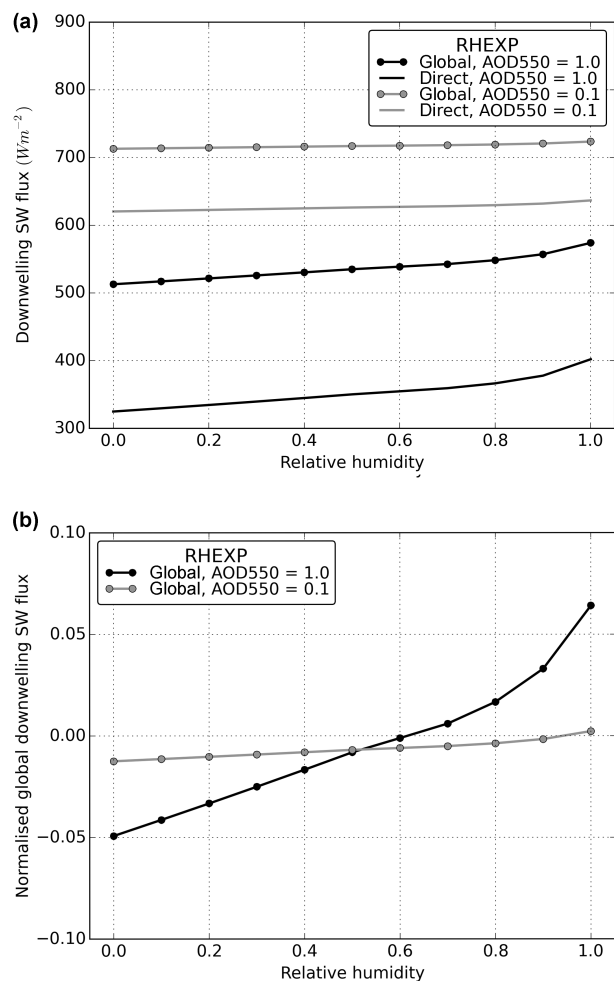 (a)
900
800
700
600
500
400
300
Downwelling SW flux (Wm⁻²)
RHEXP
Global, AOD550 = 1.0
Direct, AOD550 = 1.0
Global, AOD550 = 0.1
Direct, AOD550 = 0.1
0.0 0.2 0.4 0.6 0.8 1.0
Relative humidity
(b)
0.10
0.05
0.00
−0.05
−0.10
Normalised global downwelling SW flux
RHEXP
Global, AOD550 = 1.0
Global, AOD550 = 0.1
0.0 0.2 0.4 0.6 0.8 1.0
Relative humidity